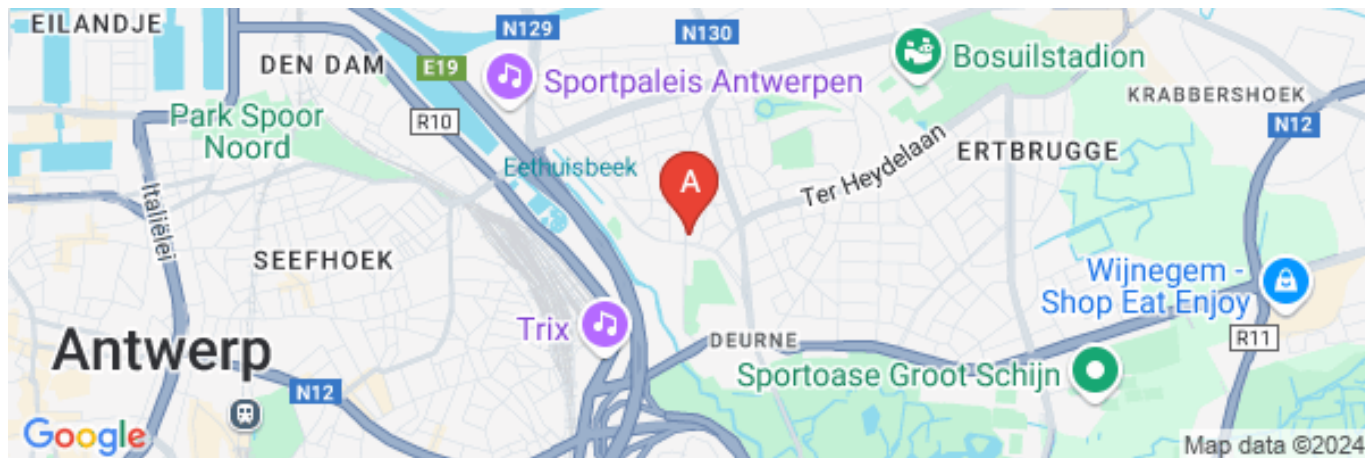 EILANDJE
N129
N130
DEN DAM
E19
Sportpaleis Antwerpen
Bosuilstadion
KRABBERSHOEK
Park Spoor
Noord
R10
N12
Eethuisbeek
A
Ter Heydelaan
ERTBRUGGE
Italiëlei
SEEFHOEK
Wijnegem -
Shop Eat Enjoy
Trix
R11
Antwerp
DEURNE
Sportoase Groot Schijn
N12
Google
Map data ©2024